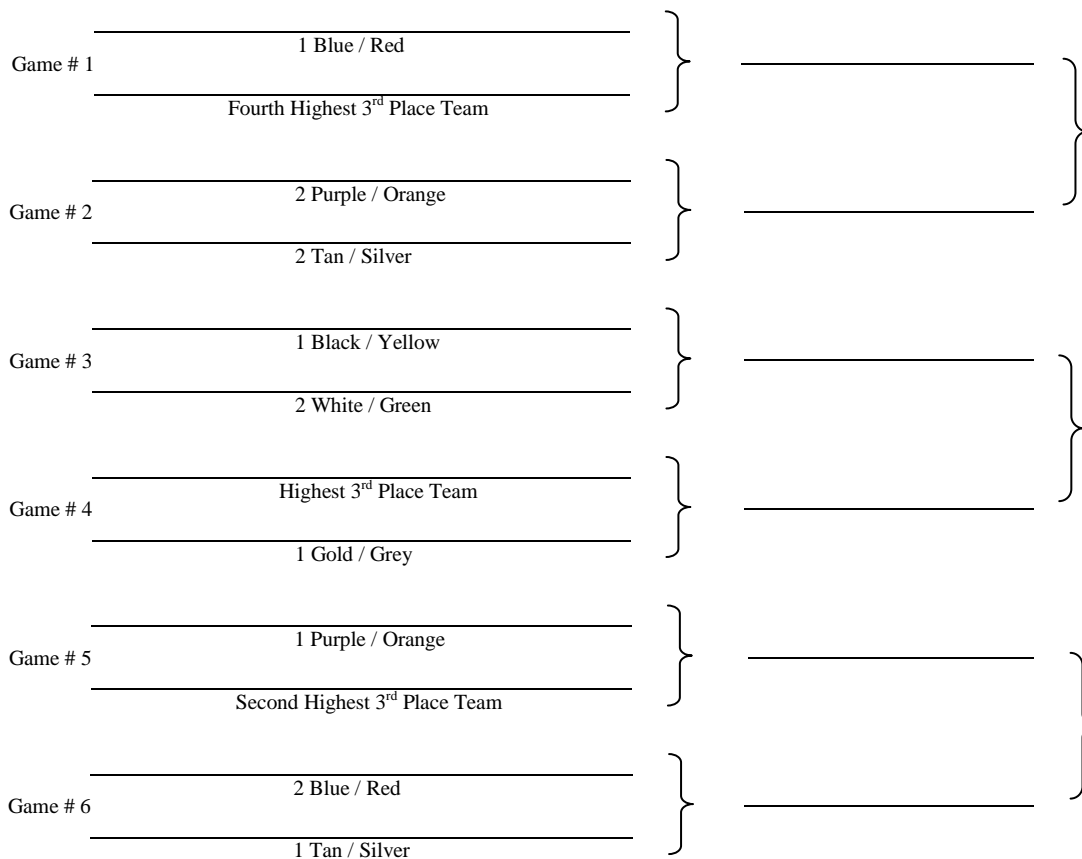 1 Blue / Red
Game # 1
Fourth Highest 3rd Place Team
2 Purple / Orange
Game # 2
2 Tan / Silver
1 Black / Yellow
Game # 3
2 White / Green
Highest 3rd Place Team
Game # 4
1 Gold / Grey
1 Purple / Orange
Game # 5
Second Highest 3rd Place Team
2 Blue / Red
Game # 6
1 Tan / Silver